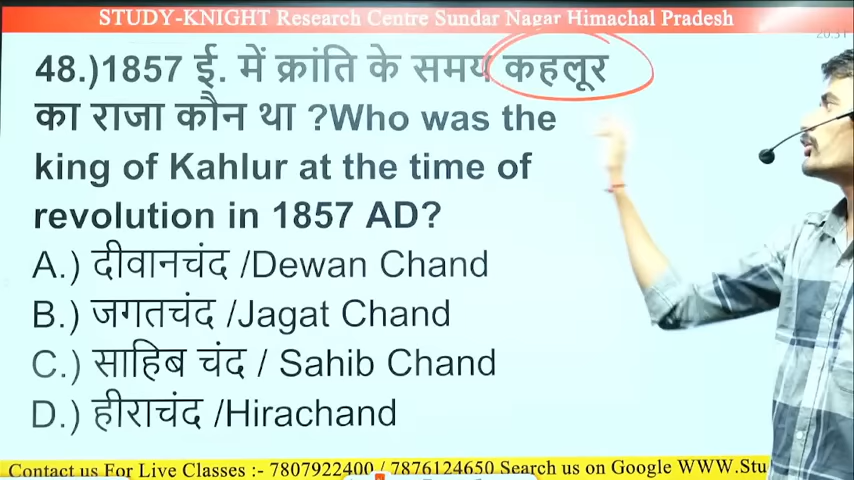 STUDY-KNIGHT Research Centre Sundar Nagar Himachal Pradesh
20:31
48.)1857 ई. में क्रांति के समय कहलूर
का राजा कौन था ?Who was the
king of Kahlur at the time of
revolution in 1857 AD?
A.) दीवानचंद /Dewan Chand
B.) जगतचंद /Jagat Chand
C.) साहिब चंद / Sahib Chand
D.) हीराचंद /Hirachand
Contact us For Live Classes :- 7807922400 / 7876124650 Search us on Google WWW.Stu